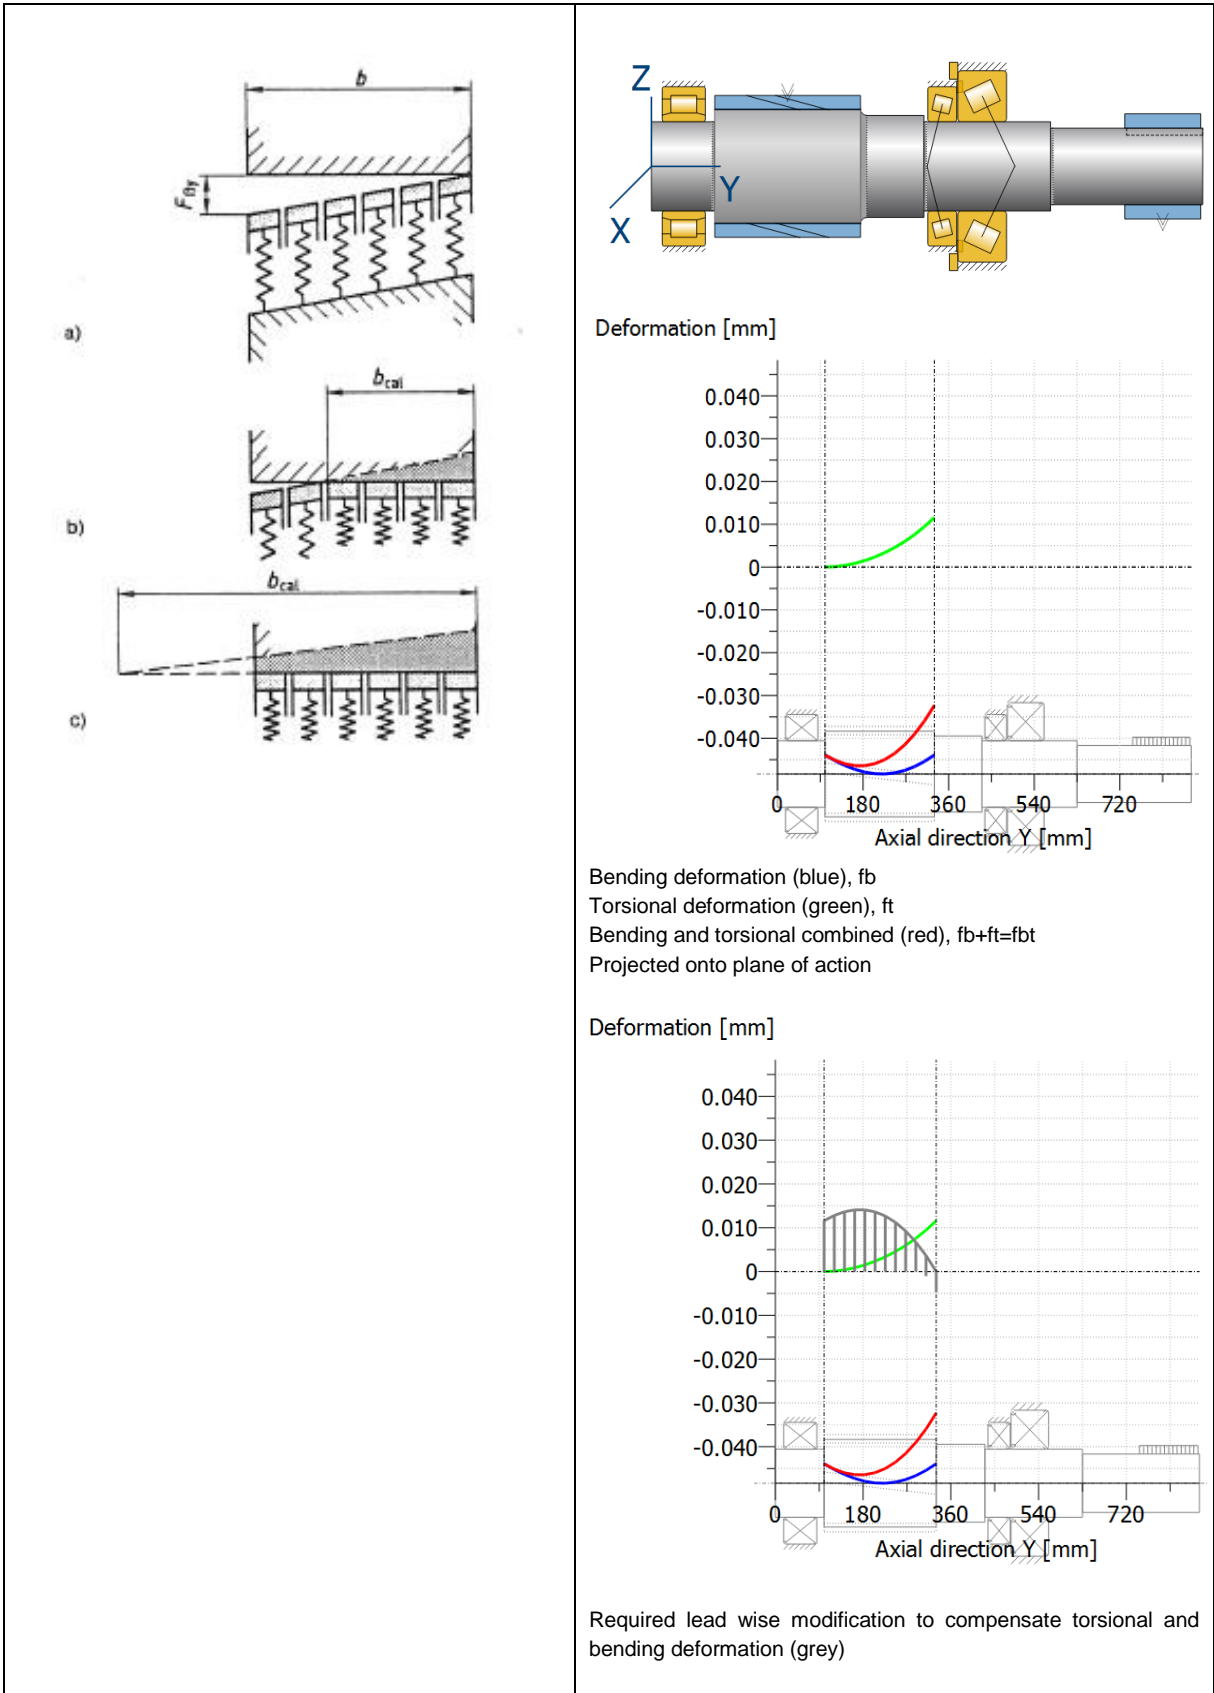 b
Fβy
a)
bcal
b)
bcal
c)
Z
Y
X
Deformation [mm]
0.040
0.030
0.020
0.010
0
-0.010
-0.020
-0.030
-0.040
0 180 360 540 720
Axial direction Y [mm]
Bending deformation (blue), fb
Torsional deformation (green), ft
Bending and torsional combined (red), fb+ft=fbt
Projected onto plane of action
Deformation [mm]
0.040
0.030
0.020
0.010
0
-0.010
-0.020
-0.030
-0.040
0 180 360 540 720
Axial direction Y [mm]
Required lead wise modification to compensate torsional and
bending deformation (grey)